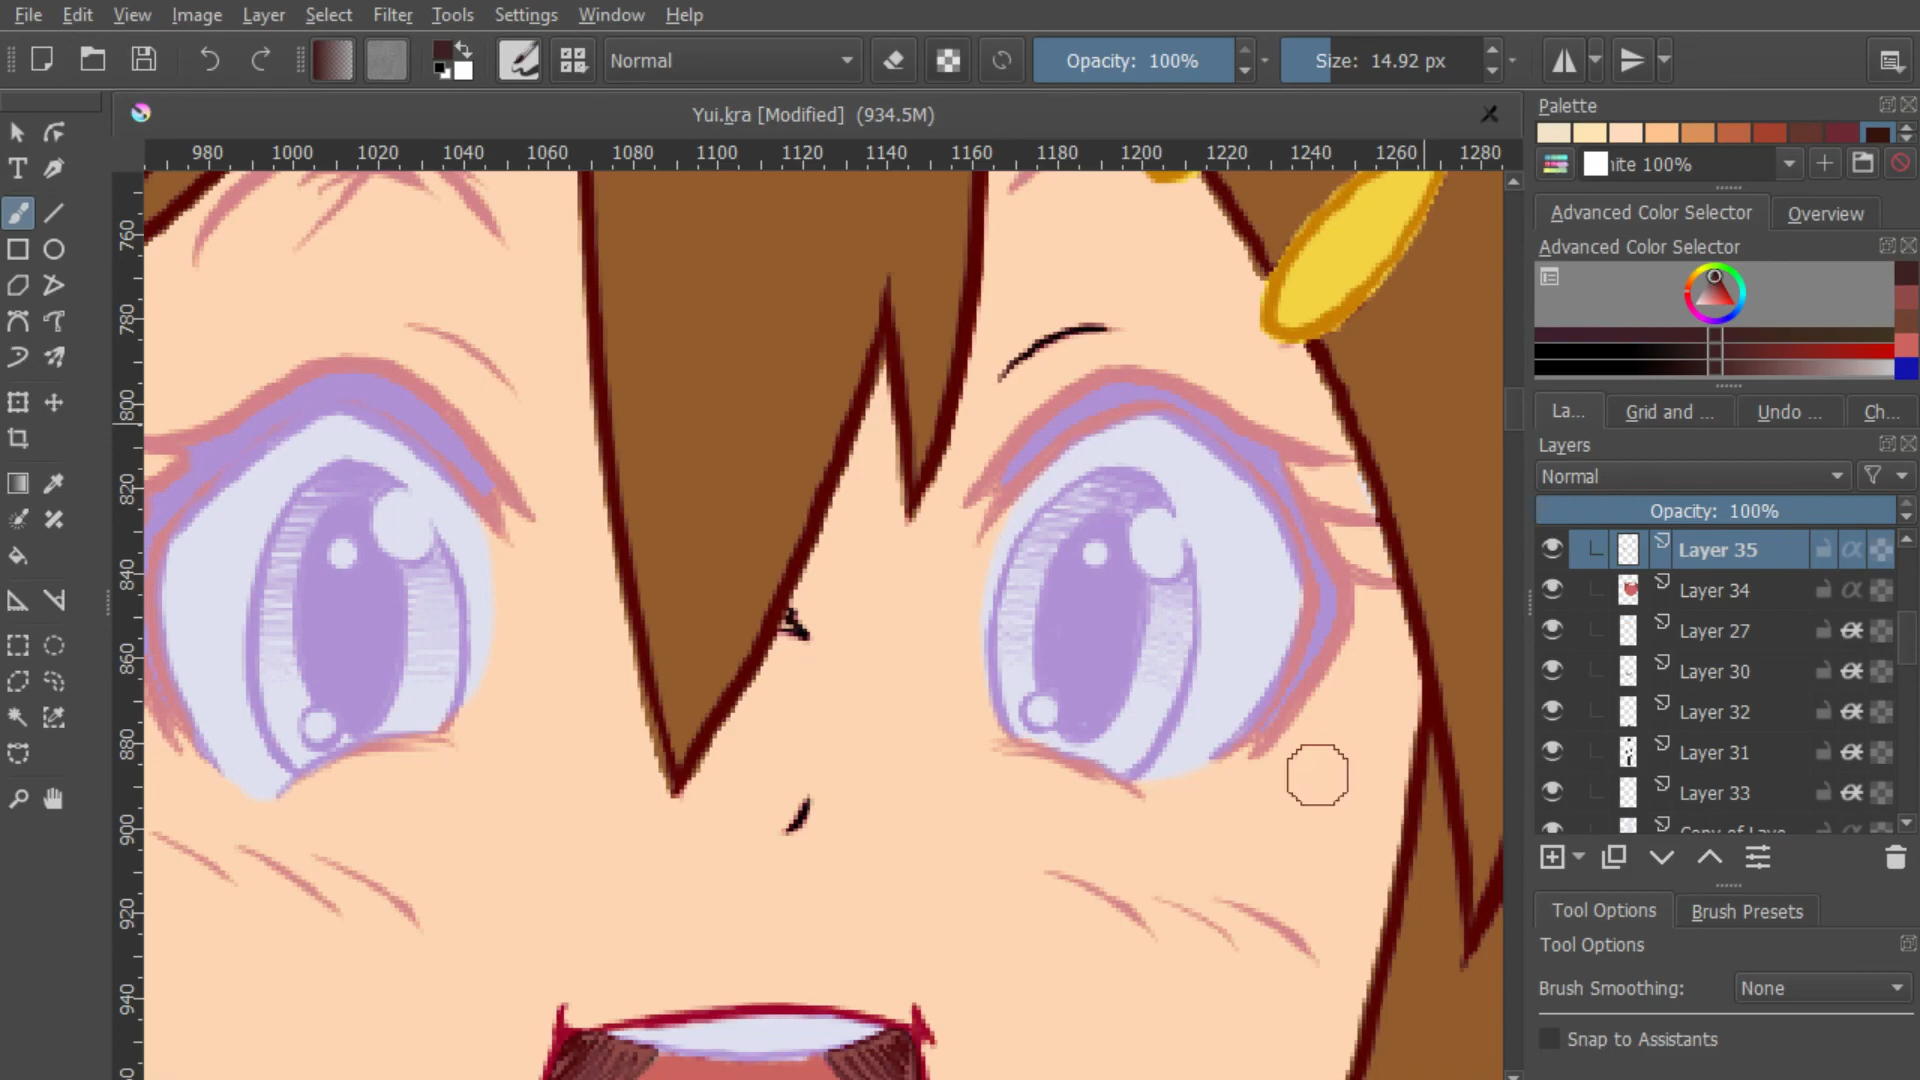 File Edit View Image Layer Select Filter Tools Settings Window Help
Normal
Opacity: 100%
Size: 14.92 px
Yui.kra [Modified] (934.5M)
980 1000 1020 1040 1060 1080 1100 1120 1140 1160 1180 1200 1220 1240 1260 1280
760
780
800
820
840
860
880
900
920
940
Palette
ite 100%
Advanced Color Selector Overview
Advanced Color Selector
La... Grid and ... Undo ... Ch...
Layers
Normal
Opacity: 100%
Layer 35
Layer 34
Layer 27
Layer 30
Layer 32
Layer 31
Layer 33
Copy of Laye
Tool Options Brush Presets
Tool Options
Brush Smoothing: None
Snap to Assistants